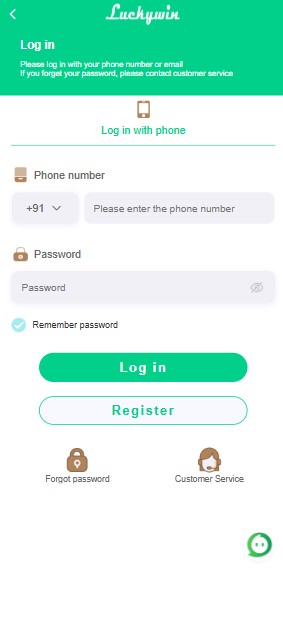 Luckywin
Log in
Please log in with your phone number or email
If you forget your password, please contact customer service
Log in with phone
Phone number
+91
Please enter the phone number
Password
Password
Remember password
Log in
Register
Forgot password
Customer Service